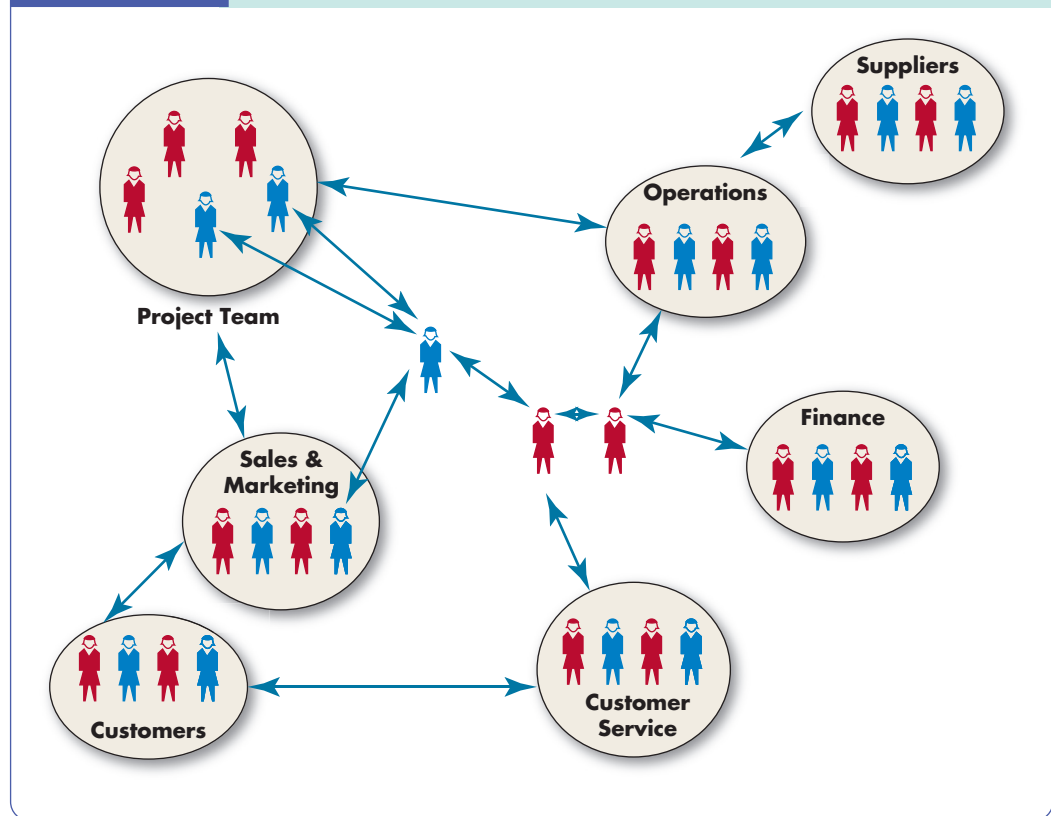 Suppliers
Operations
Project Team
Finance
Sales &
Marketing
Customer
Service
Customers